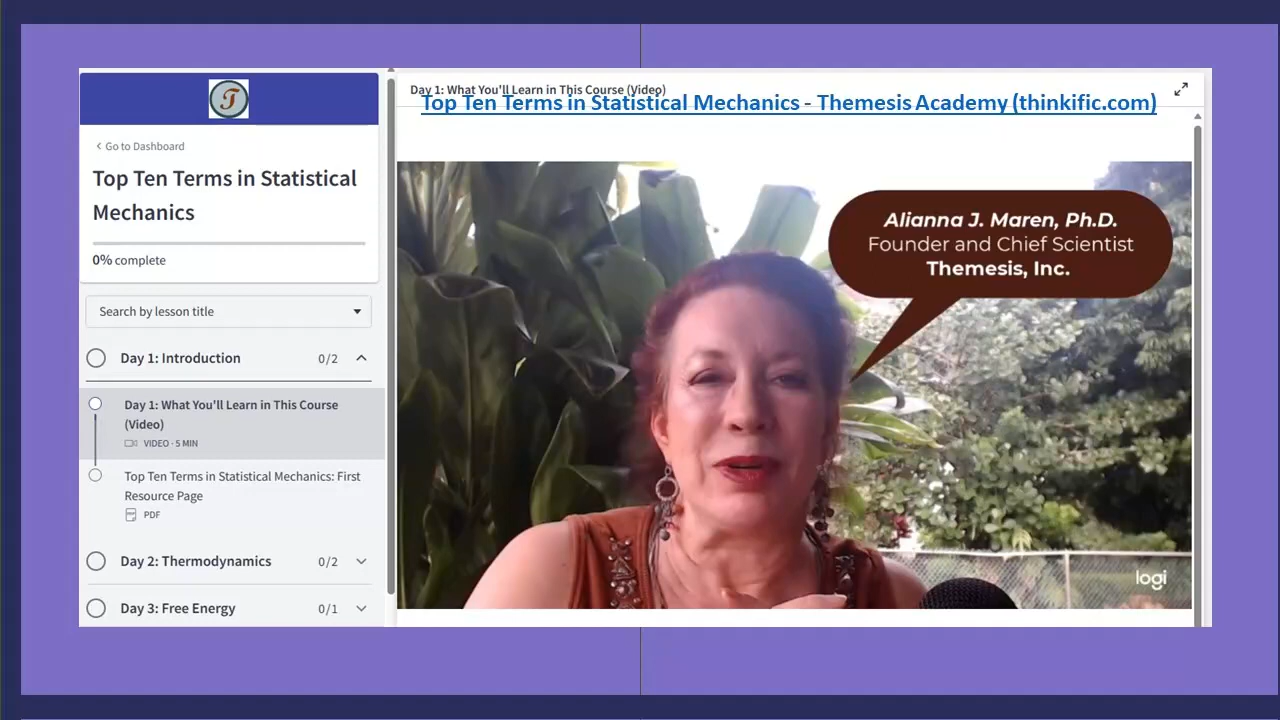 T
Go to Dashboard
Top Ten Terms in Statistical
Mechanics
0% complete
Search by lesson title
Day 1: Introduction 0/2
Day 1: What You'll Learn in This Course
(Video)
VIDEO · 5 MIN
Top Ten Terms in Statistical Mechanics: First
Resource Page
PDF
Day 2: Thermodynamics 0/2
Day 3: Free Energy 0/1
Day 1: What You'll Learn in This Course (Video)
Top Ten Terms in Statistical Mechanics - Themesis Academy (thinkific.com)
Alianna J. Maren, Ph.D.
Founder and Chief Scientist
Themesis, Inc.
logi